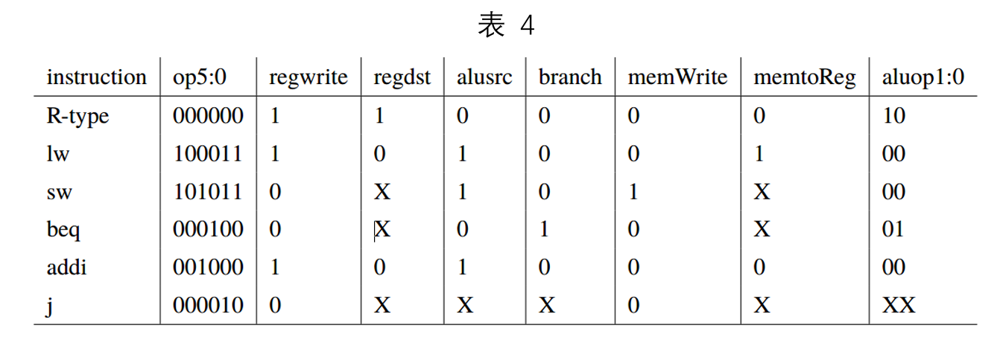 表 4
instruction op5:0 regwrite regdst alusrc branch memWrite memtoReg aluop1:0
R-type 000000 1 1 0 0 0 0 10
lw 100011 1 0 1 0 0 1 00
sw 101011 0 X 1 0 1 X 00
beq 000100 0 X 0 1 0 X 01
addi 001000 1 0 1 0 0 0 00
j 000010 0 X X X 0 X XX